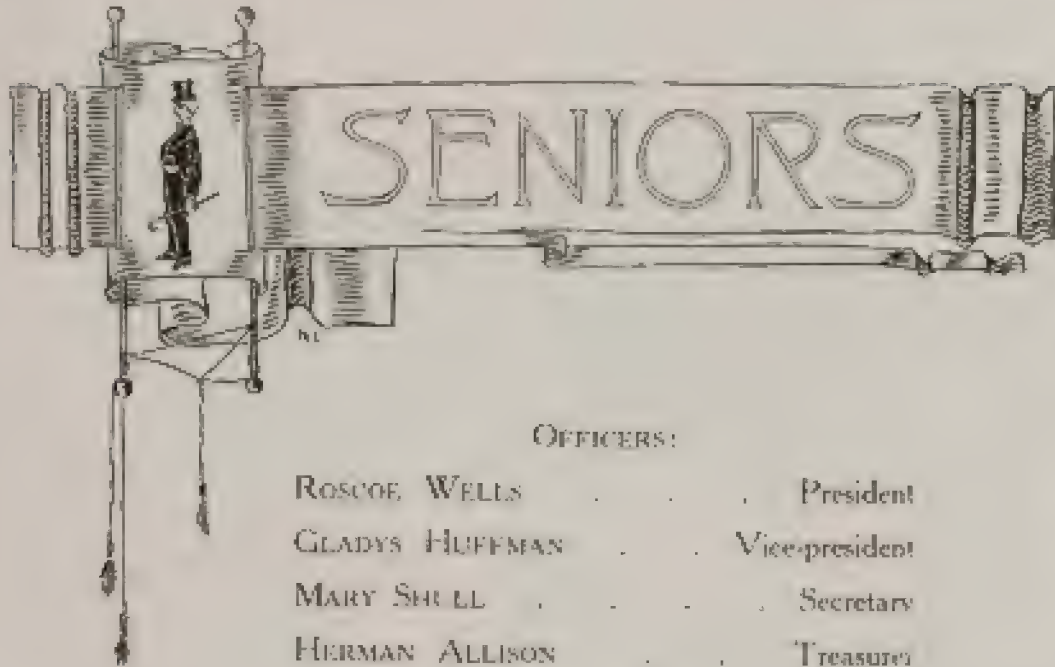 SENIORS
OFFICERS:
ROSCOE WELLS . . . President
GLADYS HUFFMAN . . Vice-president
MARY SHULL . . . . Secretary
HERMAN ALLISON . . Treasurer